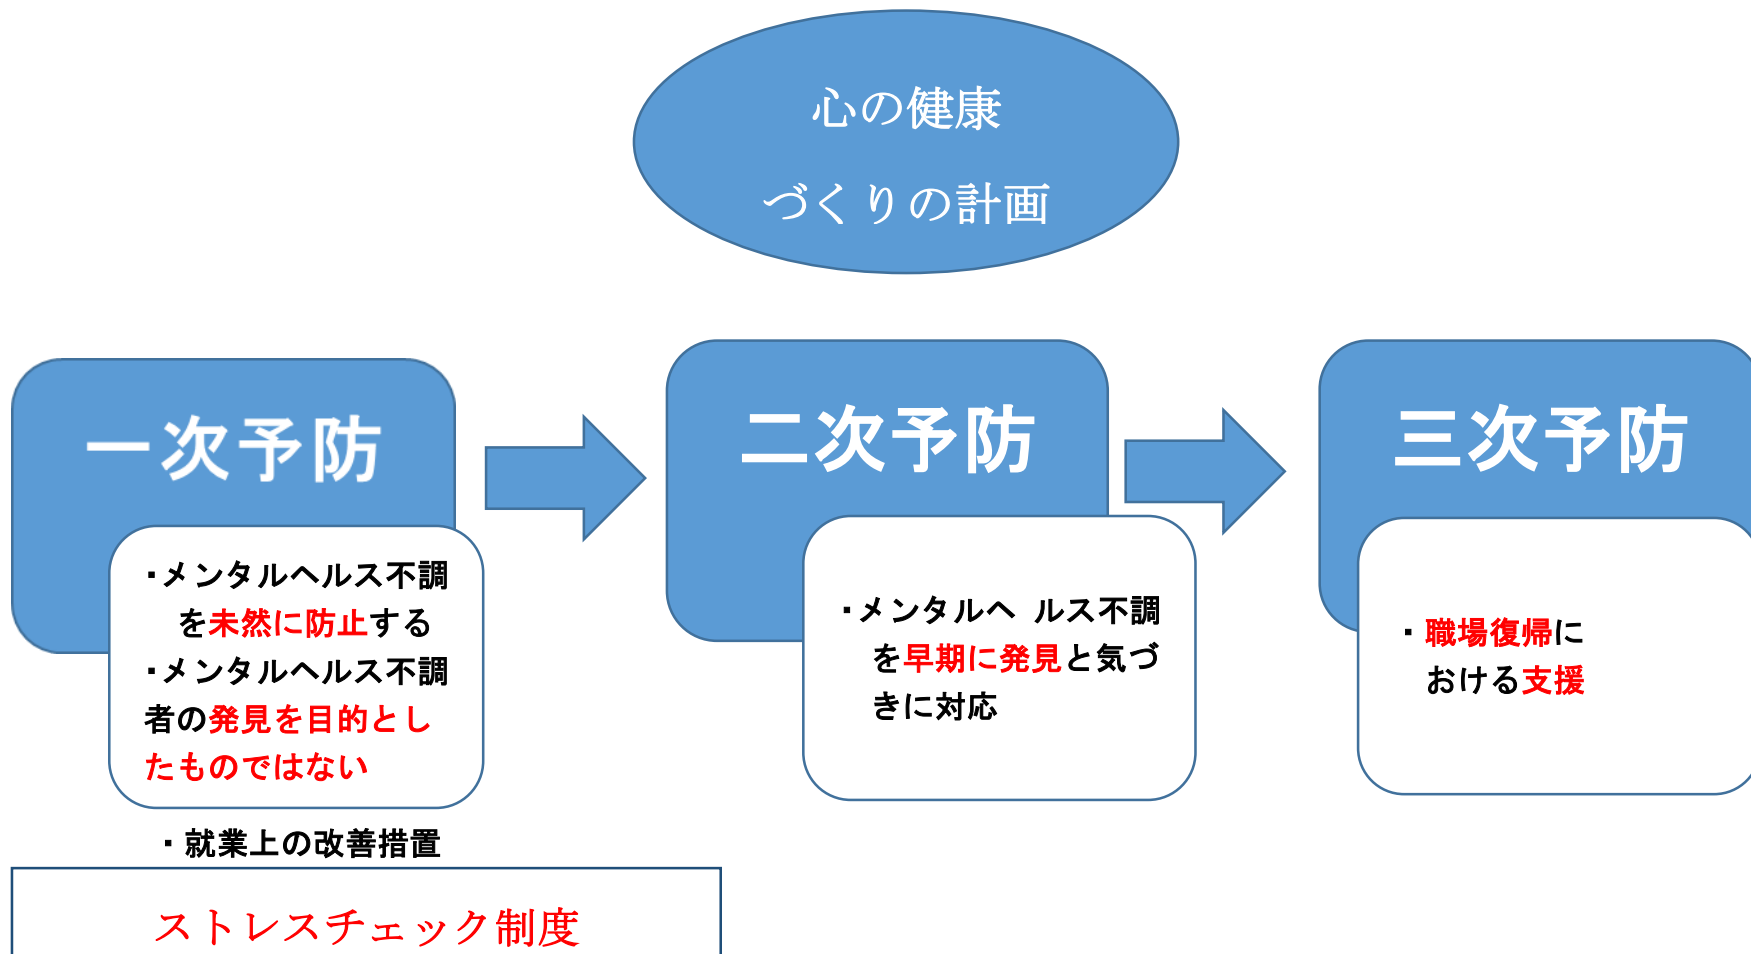 心の健康
づくりの計画
一次予防
・メンタルヘルス不調
を未然に防止する
・メンタルヘルス不調
者の発見を目的とし
たものではない
・就業上の改善措置
ストレスチェック制度
二次予防
・メンタルヘ ルス不調
を早期に発見と気づ
きに対応
三次予防
・職場復帰に
おける支援